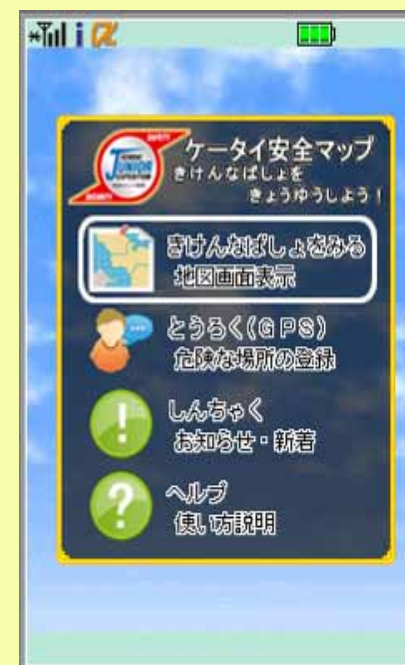 ケータイ安全マップ
きけんなばしょを
きょうゆうしよう!
きけんなばしょをみる
地図画面表示
とうろく(GPS)
危険な場所の登録
しんちゃく
お知らせ・新着
ヘルプ
使い方説明
JUNIOR